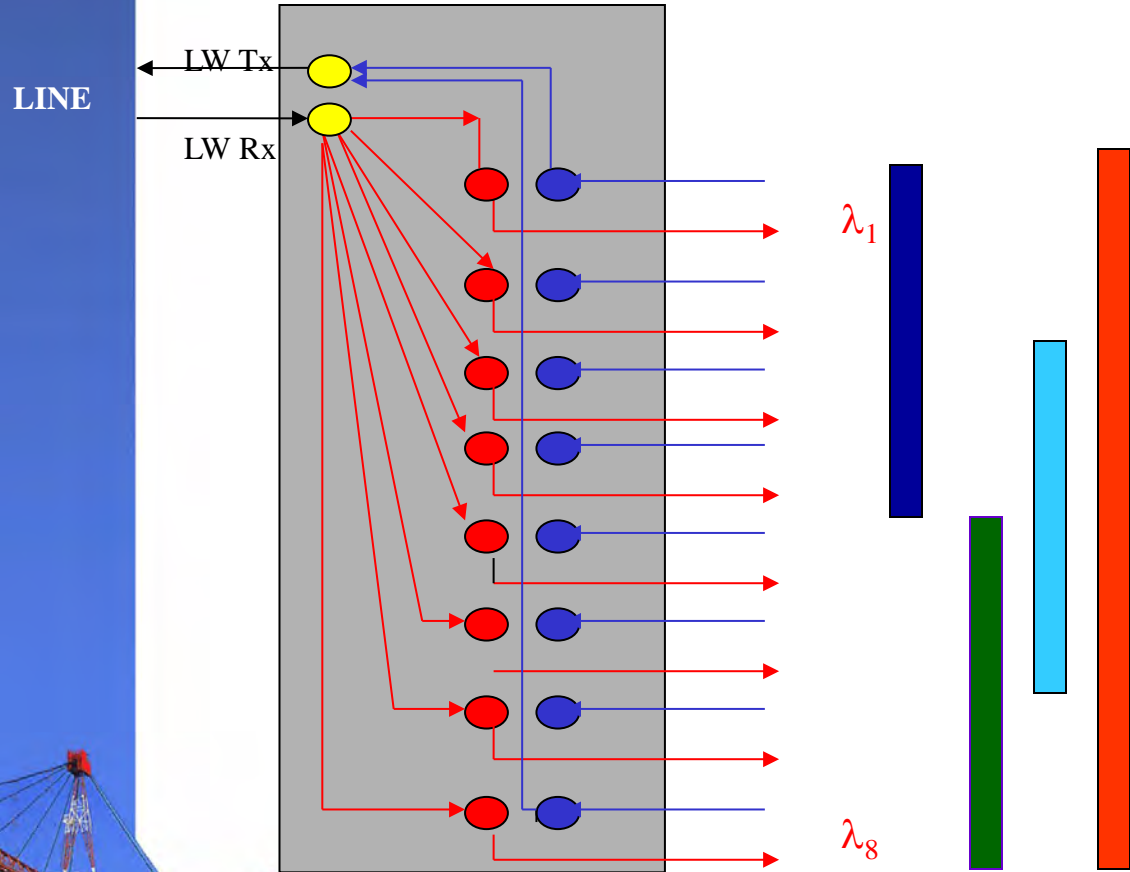 LW Tx
LINE
LW Rx
λ₁
λ₈